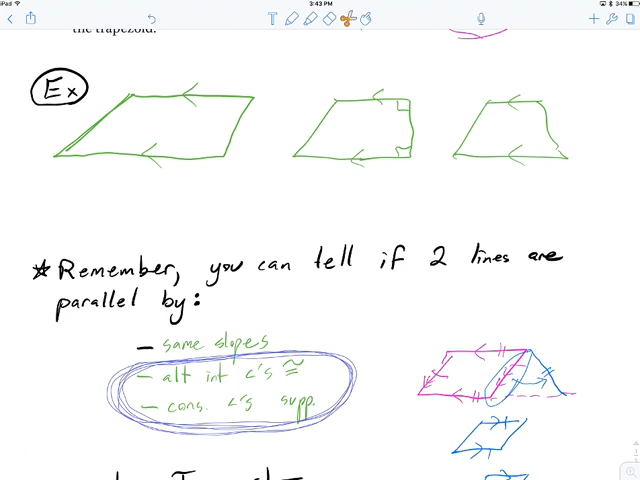 iPad
3:43 PM
34%
the trapezoid.
Ex
* Remember, you can tell if 2 lines are
parallel by:
- same slopes
- alt int ∠'s ≅
- cons. ∠'s supp.